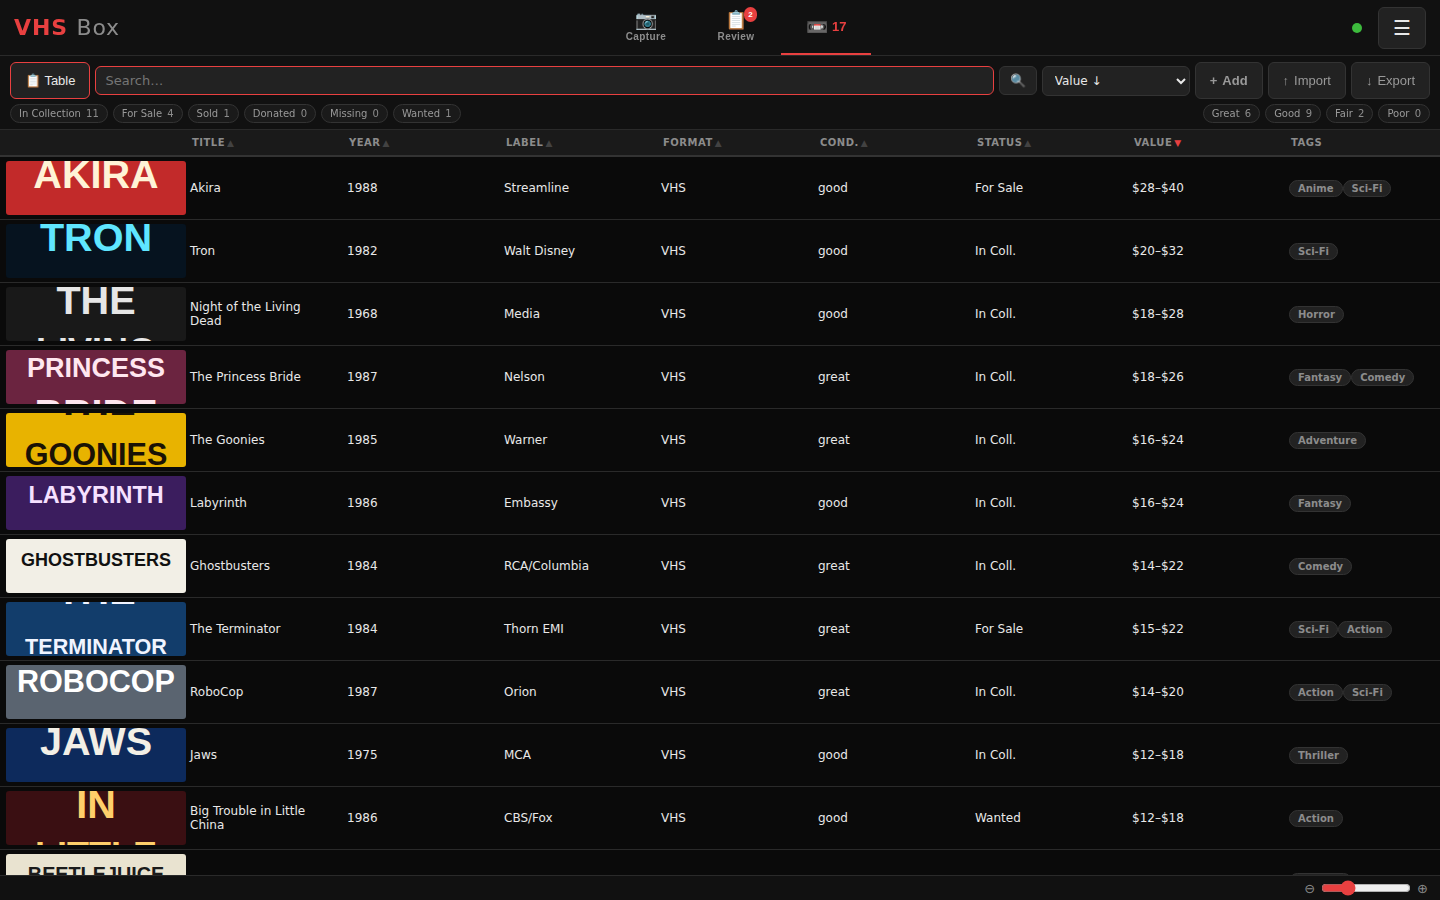 VHS Box
Capture
2
Review
17
☰
Table
Search...
Value ↓
+ Add
↑ Import
↓ Export
In Collection 11
For Sale 4
Sold 1
Donated 0
Missing 0
Wanted 1
Great 6
Good 9
Fair 2
Poor 0
TITLE▲ YEAR▲ LABEL▲ FORMAT▲ COND.▲ STATUS▲ VALUE▼ TAGS
AKIRA
Akira 1988 Streamline VHS good For Sale $28–$40 Anime Sci-Fi
TRON
Tron 1982 Walt Disney VHS good In Coll. $20–$32 Sci-Fi
THE
LIVING
Night of the Living
Dead
1968 Media VHS good In Coll. $18–$28 Horror
PRINCESS
BRIDE
The Princess Bride 1987 Nelson VHS great In Coll. $18–$26 Fantasy Comedy
GOONIES
The Goonies 1985 Warner VHS great In Coll. $16–$24 Adventure
LABYRINTH
Labyrinth 1986 Embassy VHS good In Coll. $16–$24 Fantasy
GHOSTBUSTERS
Ghostbusters 1984 RCA/Columbia VHS great In Coll. $14–$22 Comedy
THE
TERMINATOR
The Terminator 1984 Thorn EMI VHS great For Sale $15–$22 Sci-Fi Action
ROBOCOP
RoboCop 1987 Orion VHS great In Coll. $14–$20 Action Sci-Fi
JAWS
Jaws 1975 MCA VHS good In Coll. $12–$18 Thriller
IN
LITTLE
Big Trouble in Little
China
1986 CBS/Fox VHS good Wanted $12–$18 Action
BEETLEJUICE